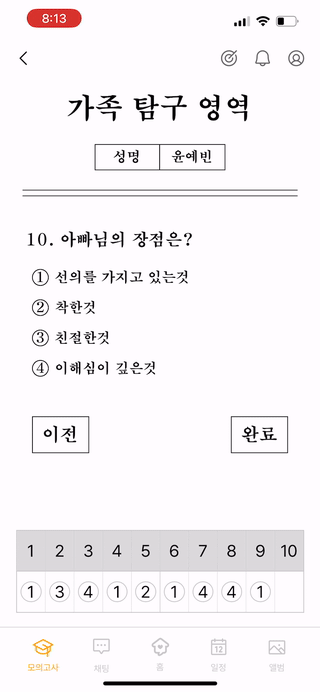 8:13
가족 탐구 영역
성명 윤예빈
10. 아빠님의 장점은?
① 선의를 가지고 있는것
② 착한것
③ 친절한것
④ 이해심이 깊은것
이전 완료
1 2 3 4 5 6 7 8 9 10
① ③ ④ ① ② ① ④ ④ ①
12
모의고사 채팅 홈 일정 앨범